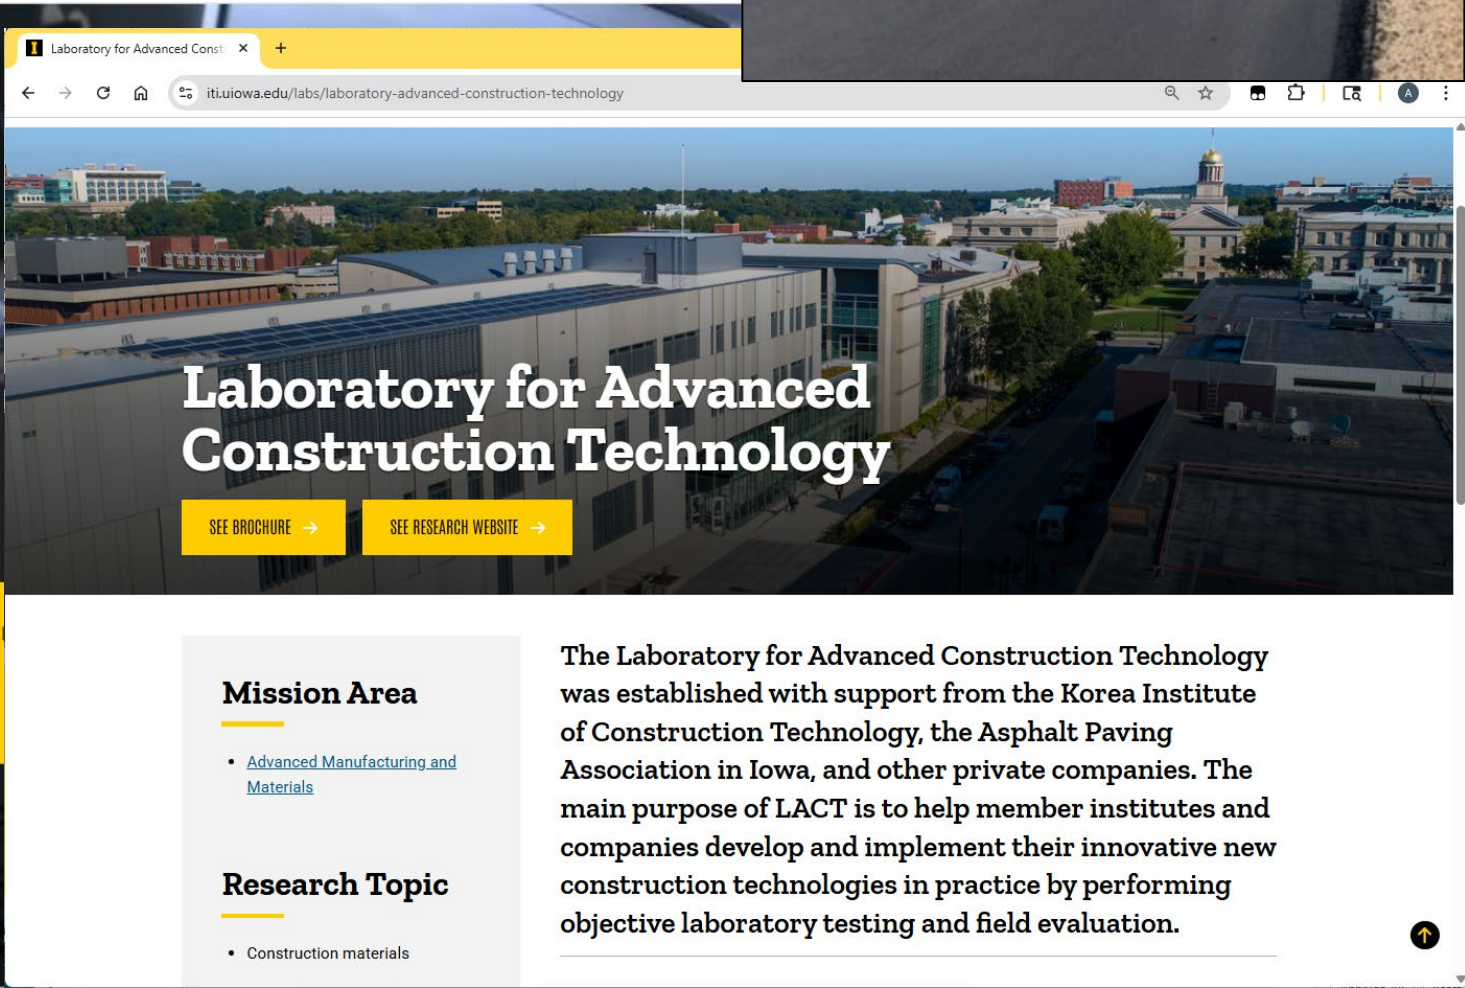 Laboratory for Advanced Const
iti.uiowa.edu/labs/laboratory-advanced-construction-technology
A
Laboratory for Advanced
Construction Technology
SEE BROCHURE →
SEE RESEARCH WEBSITE →
Mission Area
• Advanced Manufacturing and
Materials
Research Topic
• Construction materials
The Laboratory for Advanced Construction Technology
was established with support from the Korea Institute
of Construction Technology, the Asphalt Paving
Association in Iowa, and other private companies. The
main purpose of LACT is to help member institutes and
companies develop and implement their innovative new
construction technologies in practice by performing
objective laboratory testing and field evaluation.